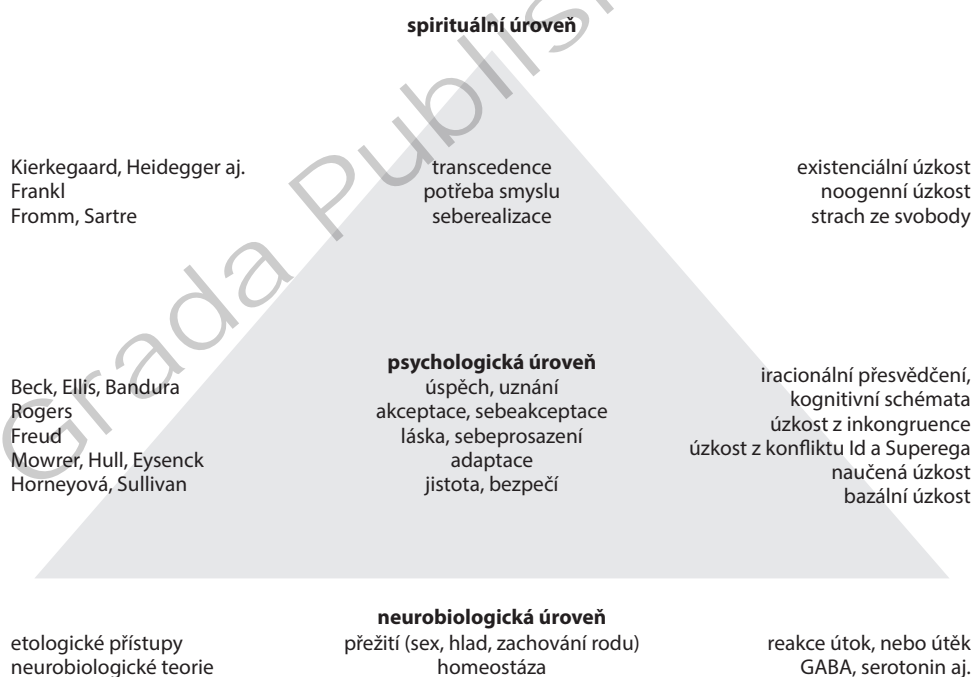 spirituální úroveň
Kierkegaard, Heidegger aj.
Frankl
Fromm, Sartre
transcedence
potřeba smyslu
seberealizace
existenciální úzkost
noogenní úzkost
strach ze svobody
psychologická úroveň
Beck, Ellis, Bandura
Rogers
Freud
Mowrer, Hull, Eysenck
Horneyová, Sullivan
úspěch, uznání
akceptace, sebeakceptace
láska, sebeprosazení
adaptace
jistota, bezpečí
iracionální přesvědčení,
kognitivní schémata
úzkost z inkongruence
úzkost z konfliktu Id a Superega
naučená úzkost
bazální úzkost
neurobiologická úroveň
etologické přístupy
neurobiologické teorie
přežití (sex, hlad, zachování rodu)
homeostáza
reakce útok, nebo útěk
GABA, serotonin aj.
Grada